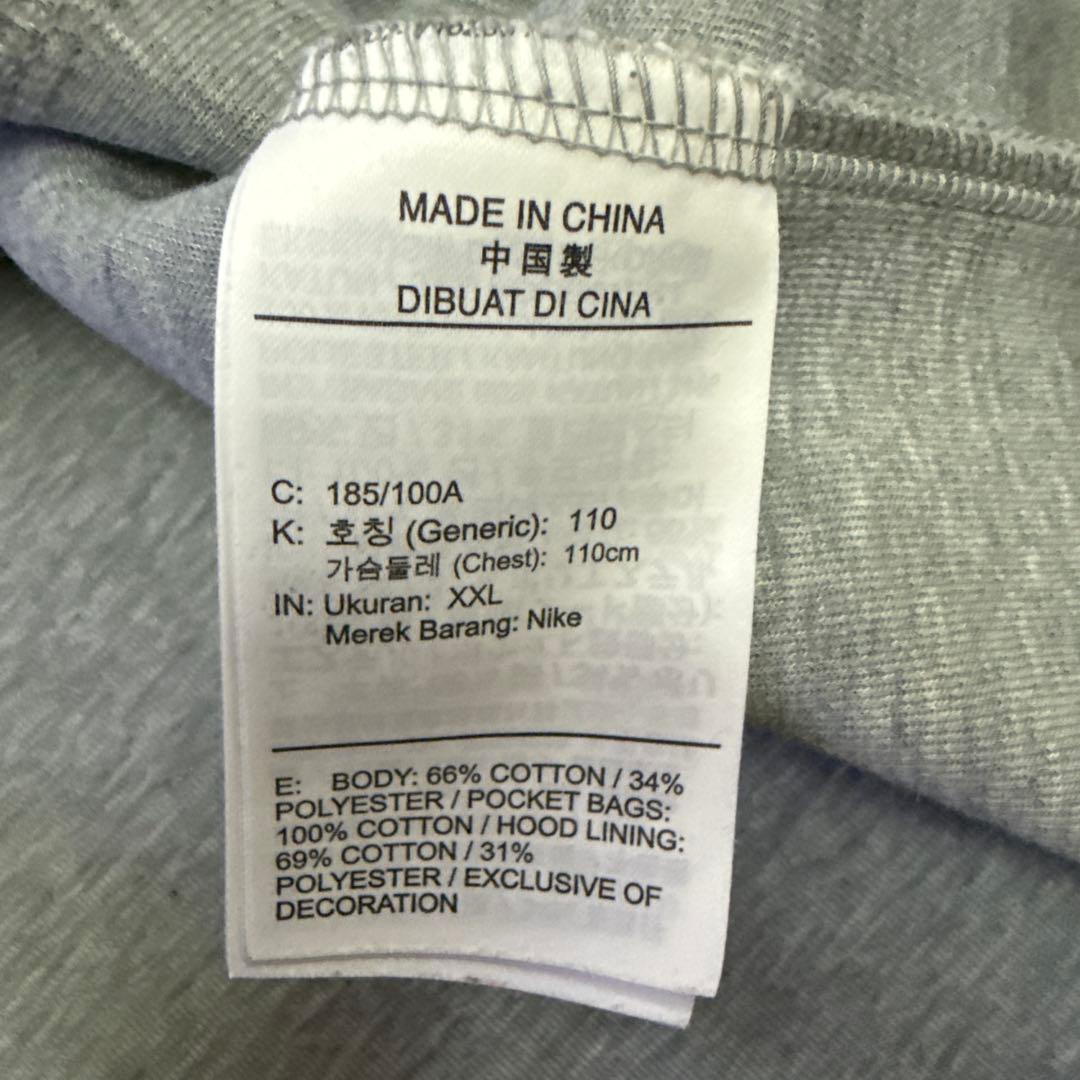 MADE IN CHINA
中国製
DIBUAT DI CINA
C: 185/100A
K: 호칭 (Generic): 110
가슴둘레 (Chest): 110cm
IN: Ukuran: XXL
Merek Barang: Nike
E: BODY: 66% COTTON / 34%
POLYESTER / POCKET BAGS:
100% COTTON / HOOD LINING:
69% COTTON / 31%
POLYESTER / EXCLUSIVE OF
DECORATION